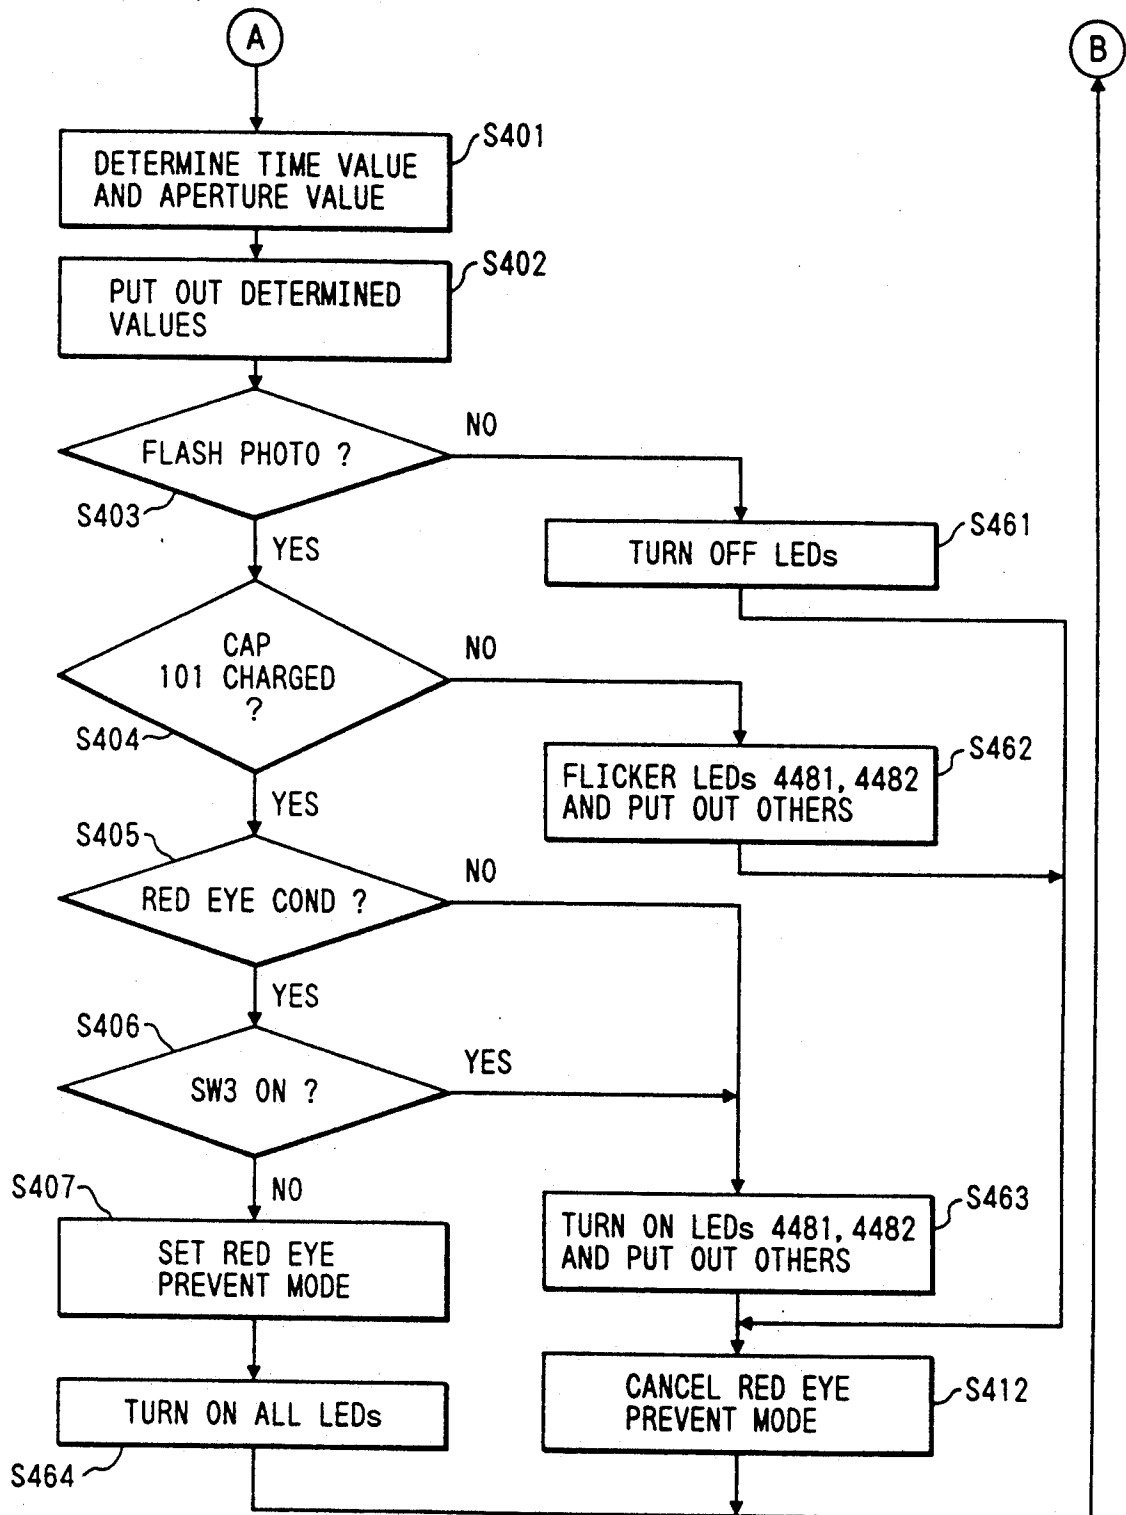 A
B
S401
DETERMINE TIME VALUE
AND APERTURE VALUE
S402
PUT OUT DETERMINED
VALUES
FLASH PHOTO ?
NO
S403
YES
S461
TURN OFF LEDs
CAP
101 CHARGED
?
NO
S404
YES
S462
FLICKER LEDs 4481, 4482
AND PUT OUT OTHERS
S405
RED EYE COND ?
NO
YES
S406
SW3 ON ?
YES
NO
S407
SET RED EYE
PREVENT MODE
S463
TURN ON LEDs 4481, 4482
AND PUT OUT OTHERS
TURN ON ALL LEDs
S464
CANCEL RED EYE
PREVENT MODE
S412